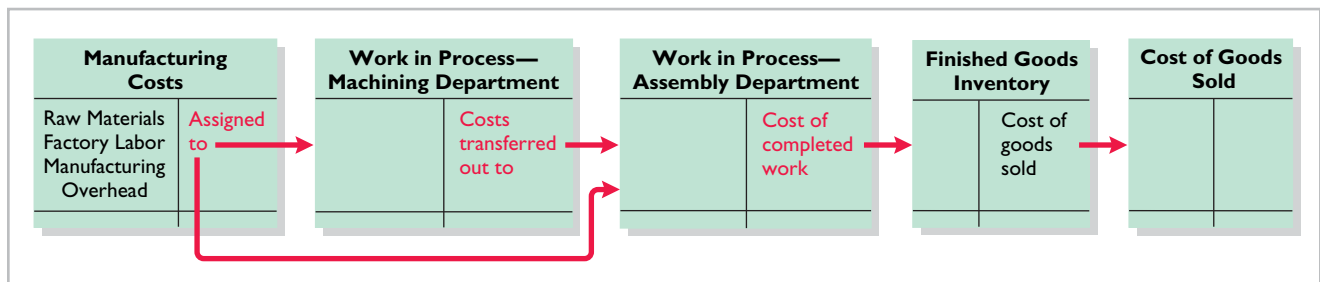 Manufacturing
Costs
Raw Materials
Factory Labor
Manufacturing
Overhead
Assigned
to
Work in Process—
Machining Department
Costs
transferred
out to
Work in Process—
Assembly Department
Cost of
completed
work
Finished Goods
Inventory
Cost of
goods
sold
Cost of Goods
Sold